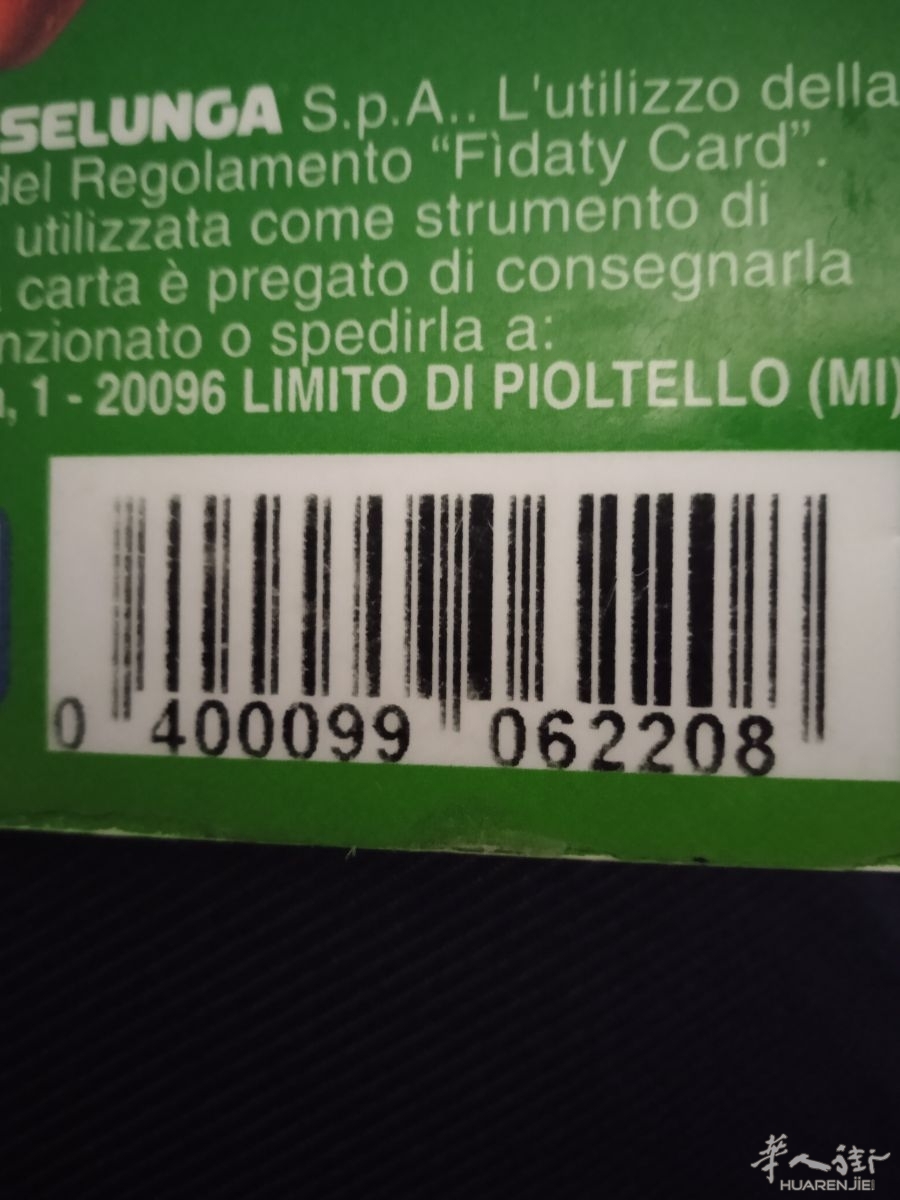 SELUNGA S.p.A.. L'utilizzo della
del Regolamento “Fìdaty Card”.
utilizzata come strumento di
carta è pregato di consegnarla
nzionato o spedirla a:
, 1 - 20096 LIMITO DI PIOLTELLO (MI)
0 400099 062208
華人街
HUARENJIE